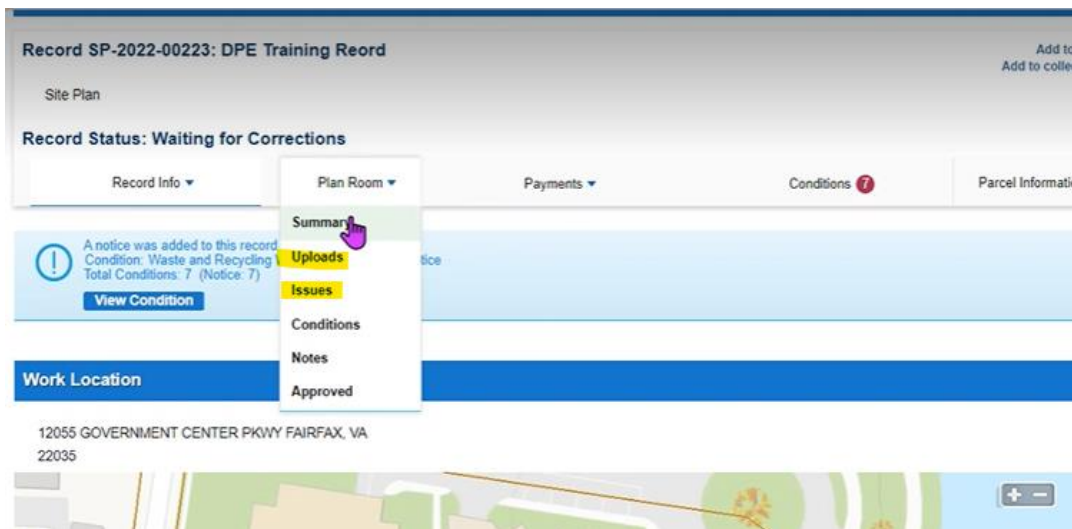 Record SP-2022-00223: DPE Training Reord
Add to
Add to colle
Site Plan
Record Status: Waiting for Corrections
Record Info
Plan Room
Payments
Conditions 7
Parcel Informati
Summary
Uploads
Issues
Conditions
Notes
Approved
A notice was added to this record
Condition: Waste and Recycling tice
Total Conditions: 7 (Notice: 7)
View Condition
Work Location
12055 GOVERNMENT CENTER PKWY FAIRFAX, VA
22035
+ −